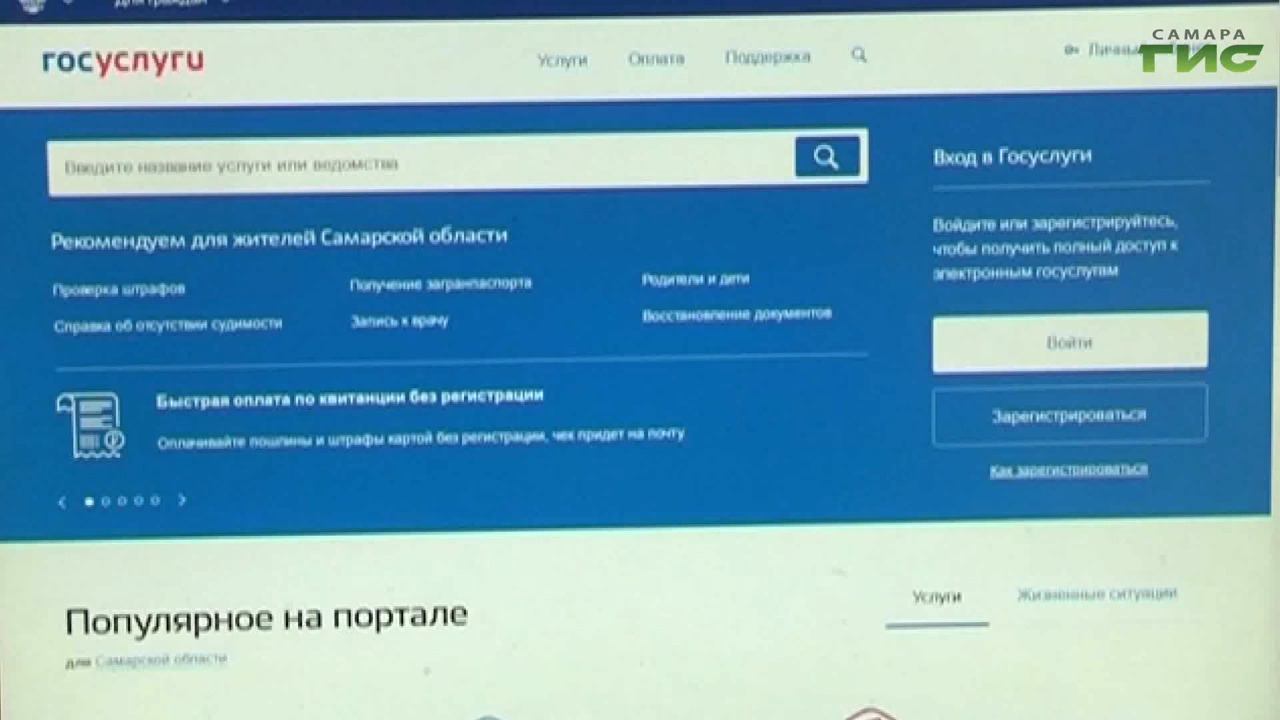 Для граждан
госуслуги
Услуги
Оплата
Поддержка
САМАРА
ГИС
Введите название услуги или ведомства
Вход в Госуслуги
Рекомендуем для жителей Самарской области
Войдите или зарегистрируйтесь,
чтобы получить полный доступ к
электронным госуслугам
Проверка штрафов
Получение загранпаспорта
Родители и дети
Справка об отсутствии судимости
Запись к врачу
Восстановление документов
Войти
Быстрая оплата по квитанции без регистрации
Оплачивайте пошлины и штрафы картой без регистрации, чек придет на почту
Зарегистрироваться
Как зарегистрироваться
Популярное на портале
Услуги
Жизненные ситуации
для Самарской области